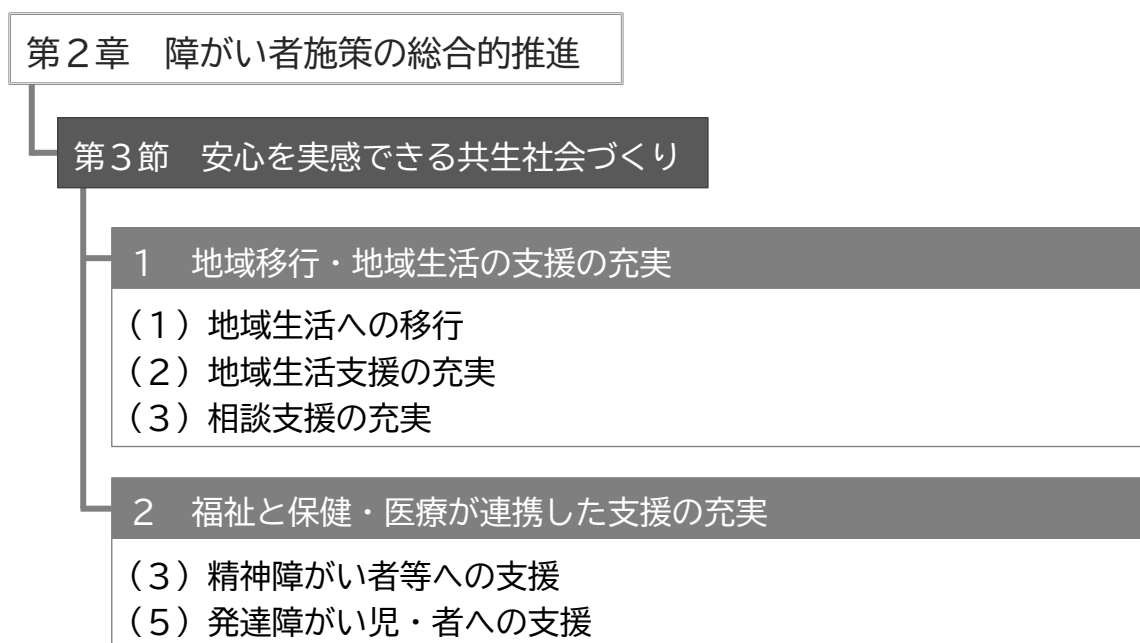 第２章　障がい者施策の総合的推進
第３節　安心を実感できる共生社会づくり
１　地域移行・地域生活の支援の充実
（１）地域生活への移行
（２）地域生活支援の充実
（３）相談支援の充実
２　福祉と保健・医療が連携した支援の充実
（３）精神障がい者等への支援
（５）発達障がい児・者への支援